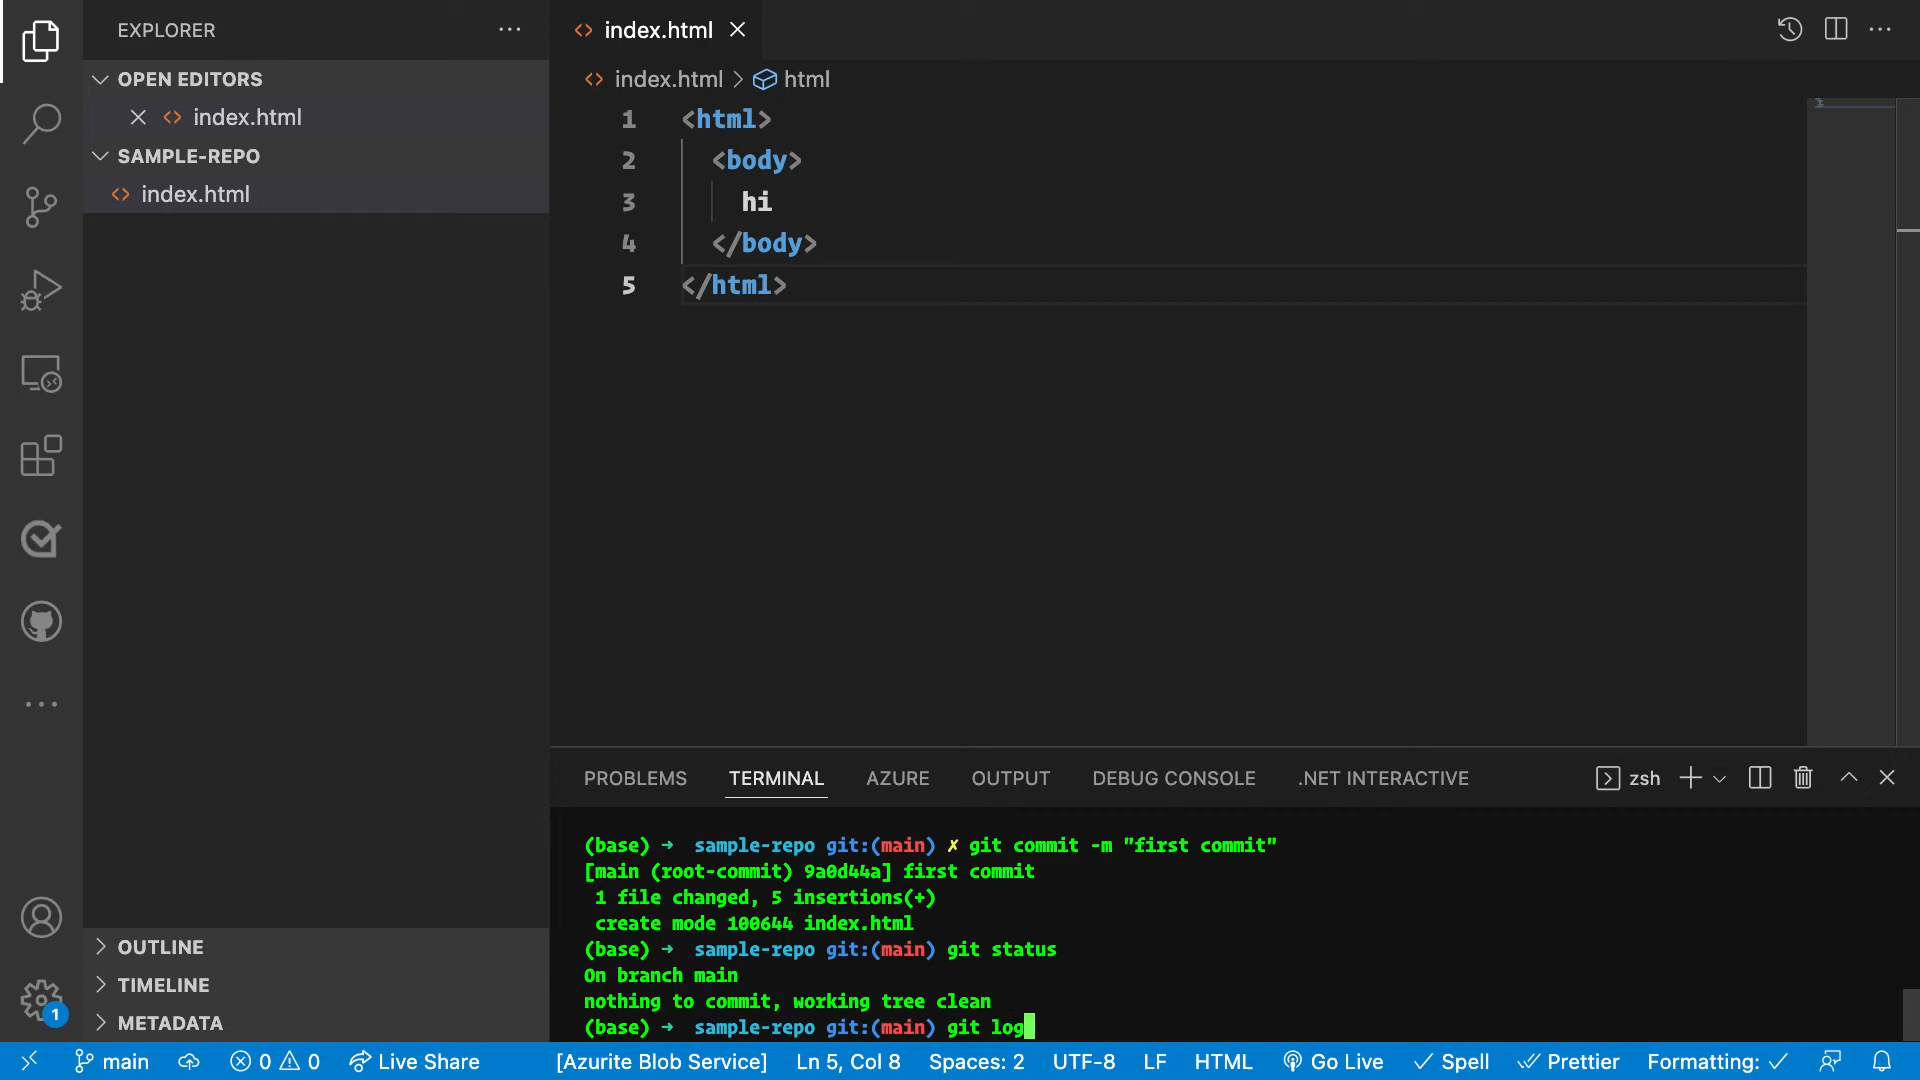 EXPLORER
OPEN EDITORS
index.html
SAMPLE-REPO
index.html
OUTLINE
TIMELINE
METADATA
1
index.html
index.html > html
1 <html>
2 <body>
3 hi
4 </body>
5 </html>
PROBLEMS TERMINAL AZURE OUTPUT DEBUG CONSOLE .NET INTERACTIVE zsh
(base) → sample-repo git:(main) ✗ git commit -m "first commit"
[main (root-commit) 9a0d44a] first commit
1 file changed, 5 insertions(+)
create mode 100644 index.html
(base) → sample-repo git:(main) git status
On branch main
nothing to commit, working tree clean
(base) → sample-repo git:(main) git log
main 0 0 Live Share [Azurite Blob Service] Ln 5, Col 8 Spaces: 2 UTF-8 LF HTML Go Live ✓ Spell Prettier Formatting: ✓